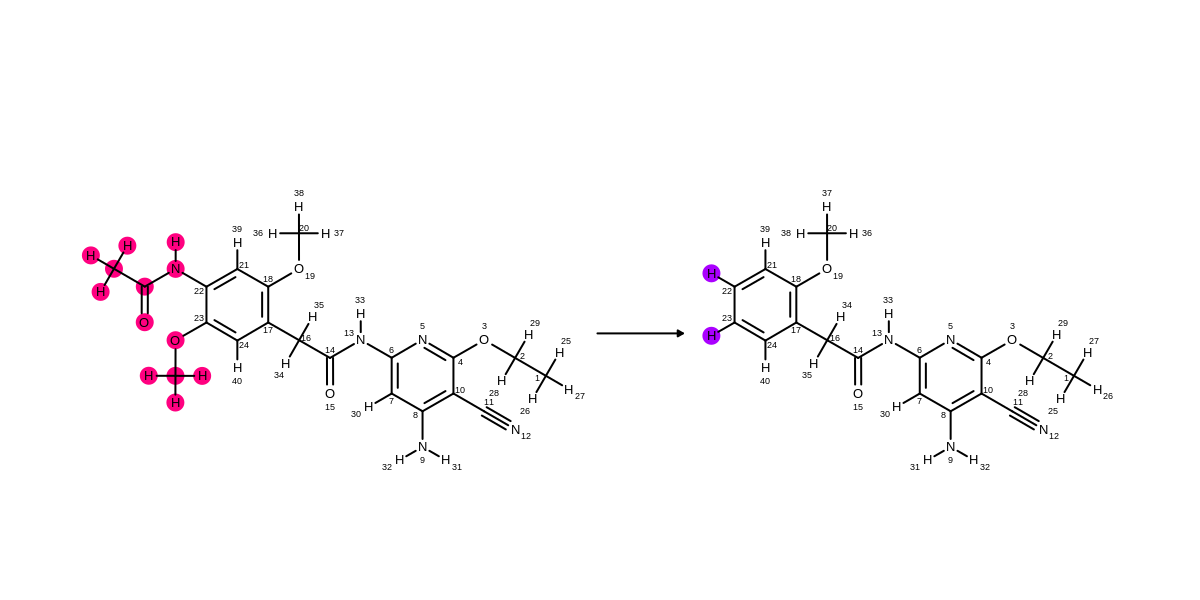 38 37
H H
39 36 H 20 H 37 39 38 H 20 H 36
H H H H
H H N 21 18 O 19 H 21 18 O 19
H 22 35 33 22 34 33
O 23 17 H H 5 3 29 23 H 17 H H 5 3 29
O 24 16 14 13 6 N O H 25 H 24 16 14 13 N 6 N O H 27
H H H H 4 2 H H H 4 2 H
H 40 34 O 7 10 H 1 H 40 35 O 7 10 H 1
15 H 8 28 H H 27 15 H 8 28 H H 26
30 11 26 30 11 25
N 12 N 12
N N
32 H 9 H 31 31 H 9 H 32